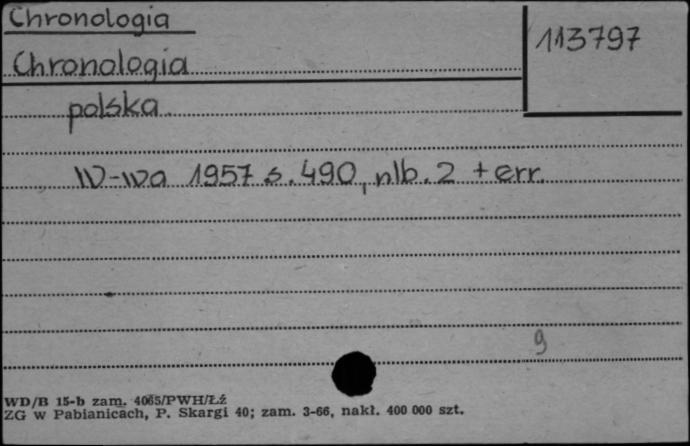 Chronologia
113797
Chronologia
polska
W-wa 1957 s. 490, nlb. 2 + err.
9
WD/B 15-b zam. 4065/PWH/Łź
ZG w Pabianicach, P. Skargi 40; zam. 3-66, nakł. 400 000 szt.